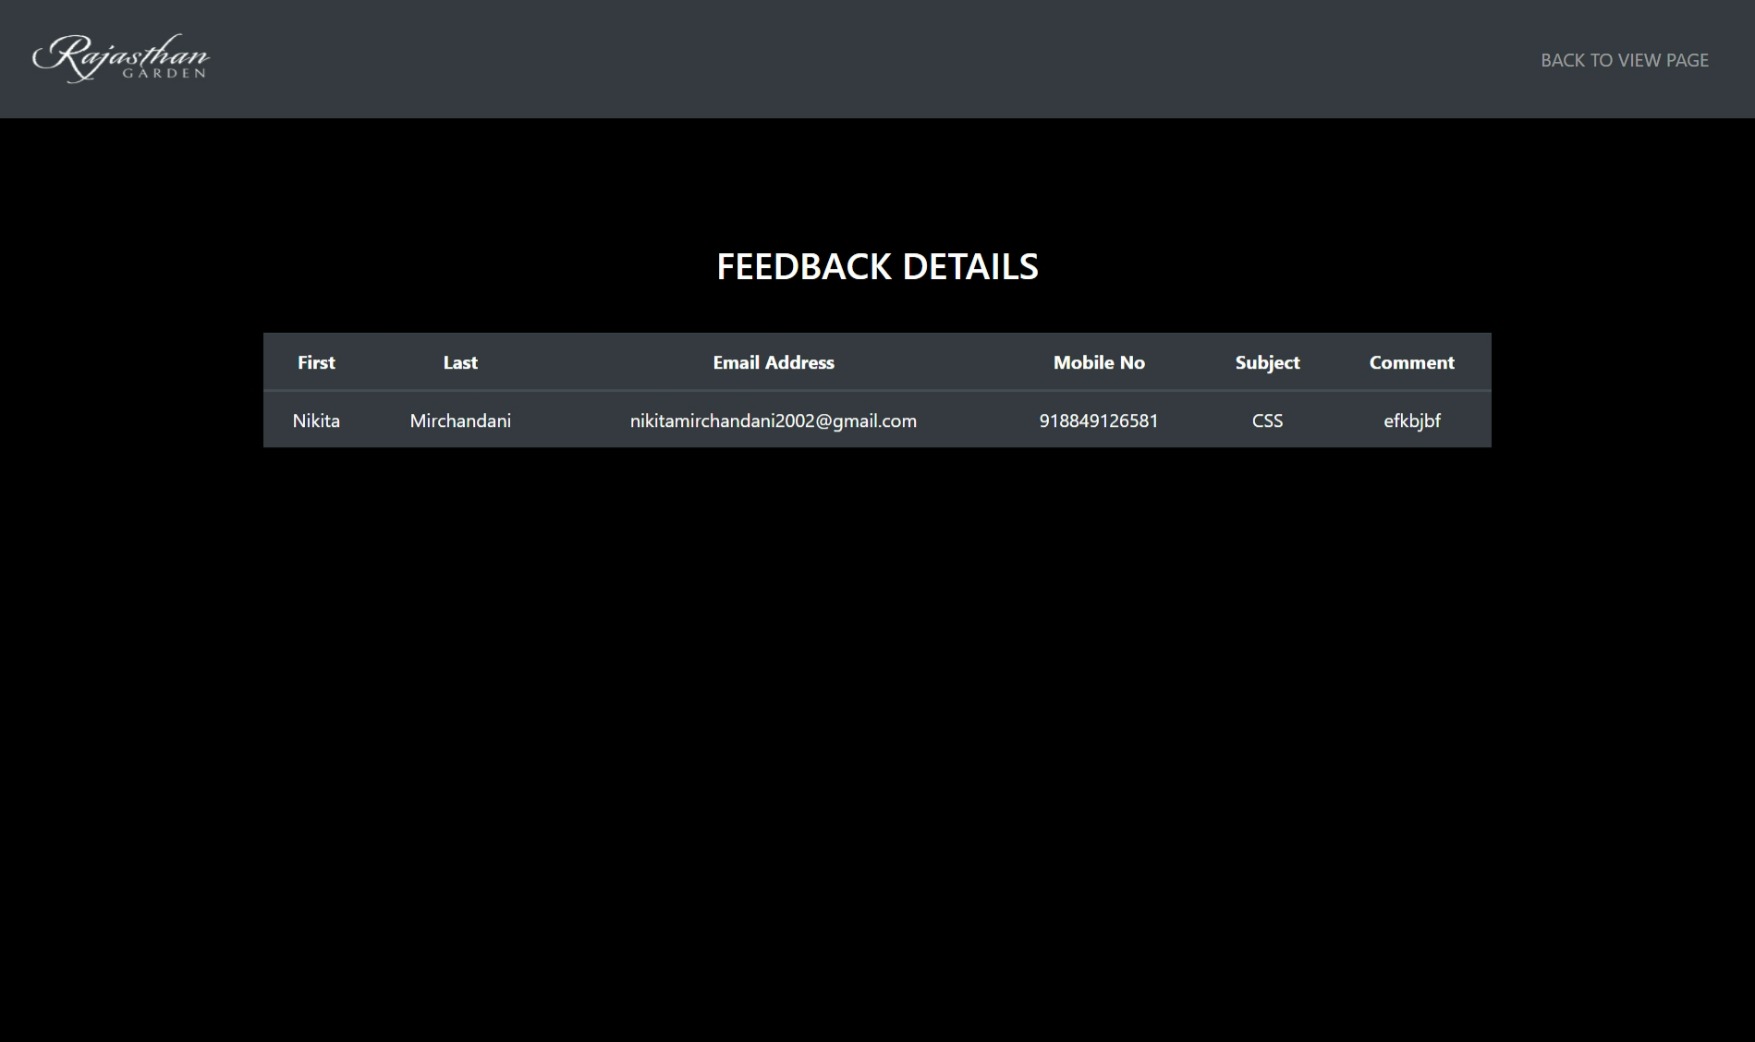 Rajasthan
GARDEN
BACK TO VIEW PAGE
FEEDBACK DETAILS
First Last Email Address Mobile No Subject Comment
Nikita Mirchandani nikitamirchandani2002@gmail.com 918849126581 CSS efkbjbf